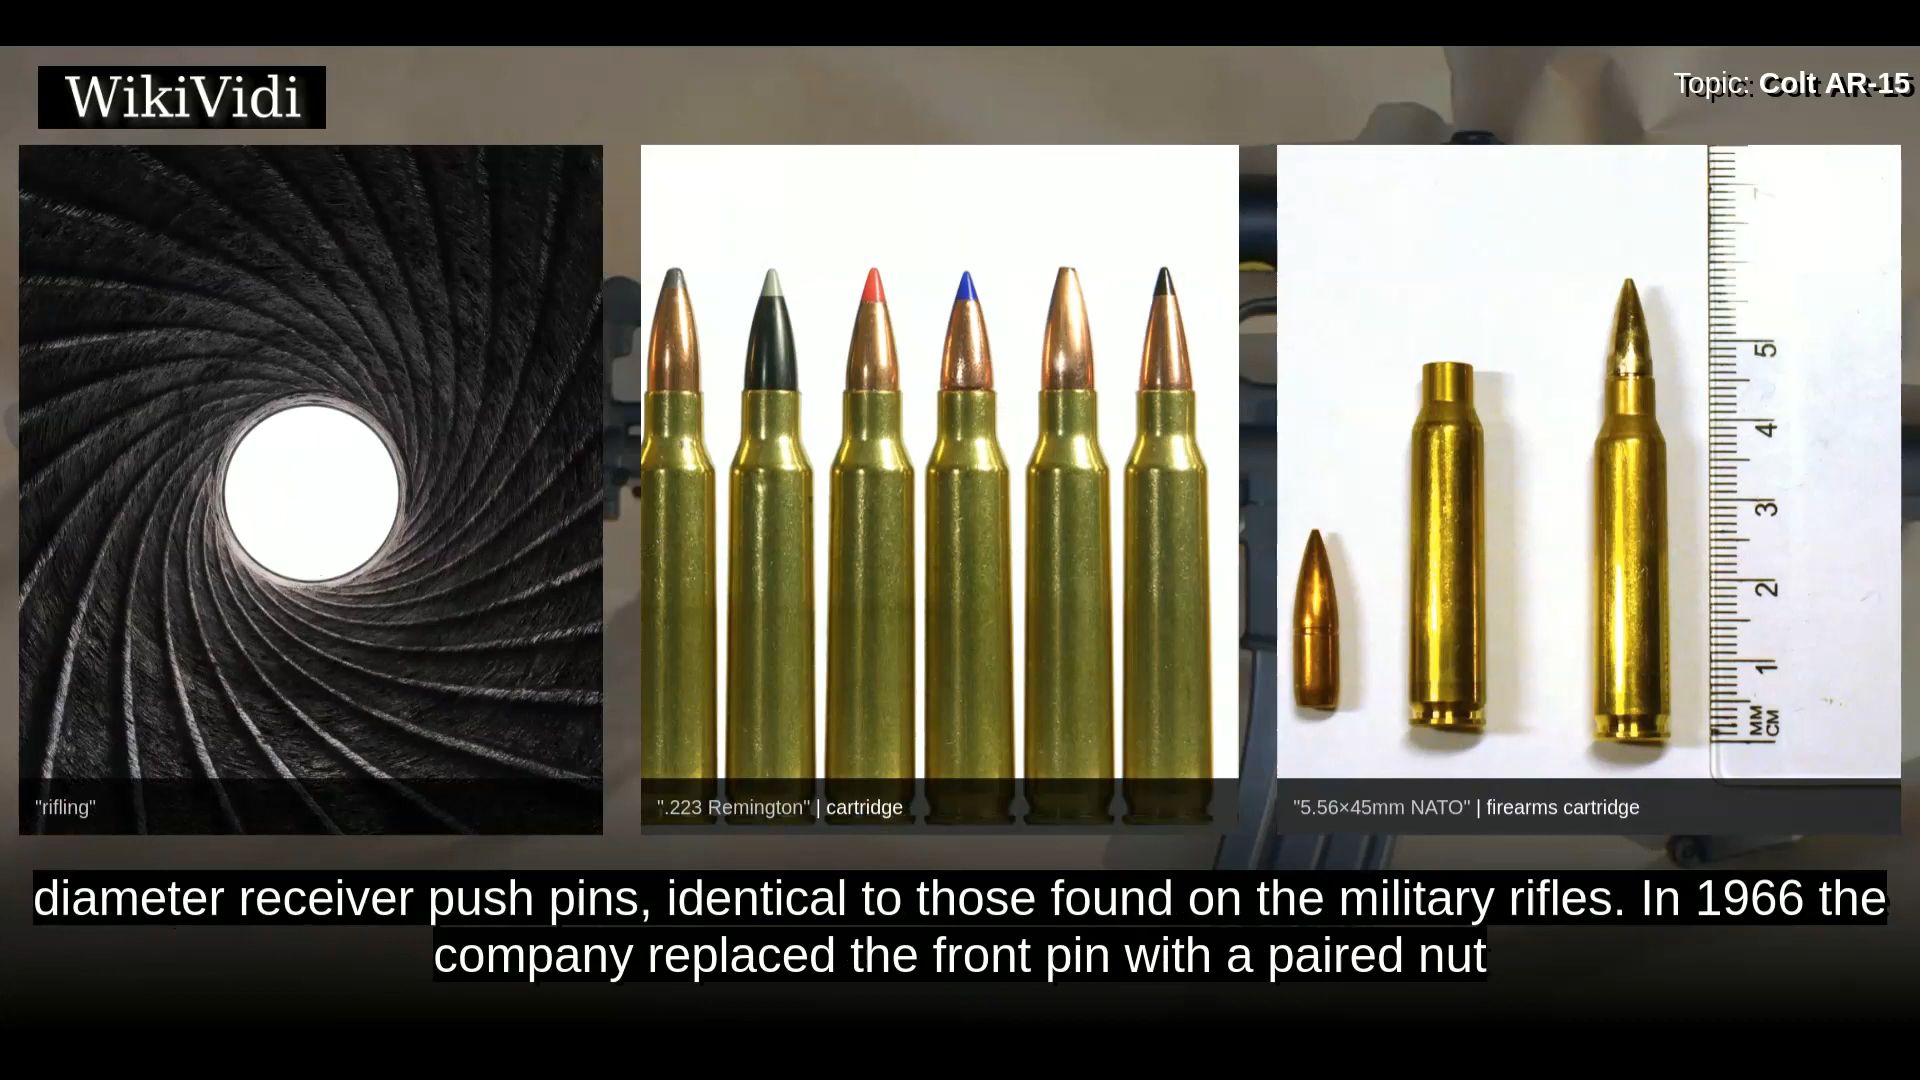 WikiVidi
Topic: Colt AR-15
5
4
3
2
1
MM
CM
"rifling"
".223 Remington" | cartridge
"5.56×45mm NATO" | firearms cartridge
diameter receiver push pins, identical to those found on the military rifles. In 1966 the
company replaced the front pin with a paired nut